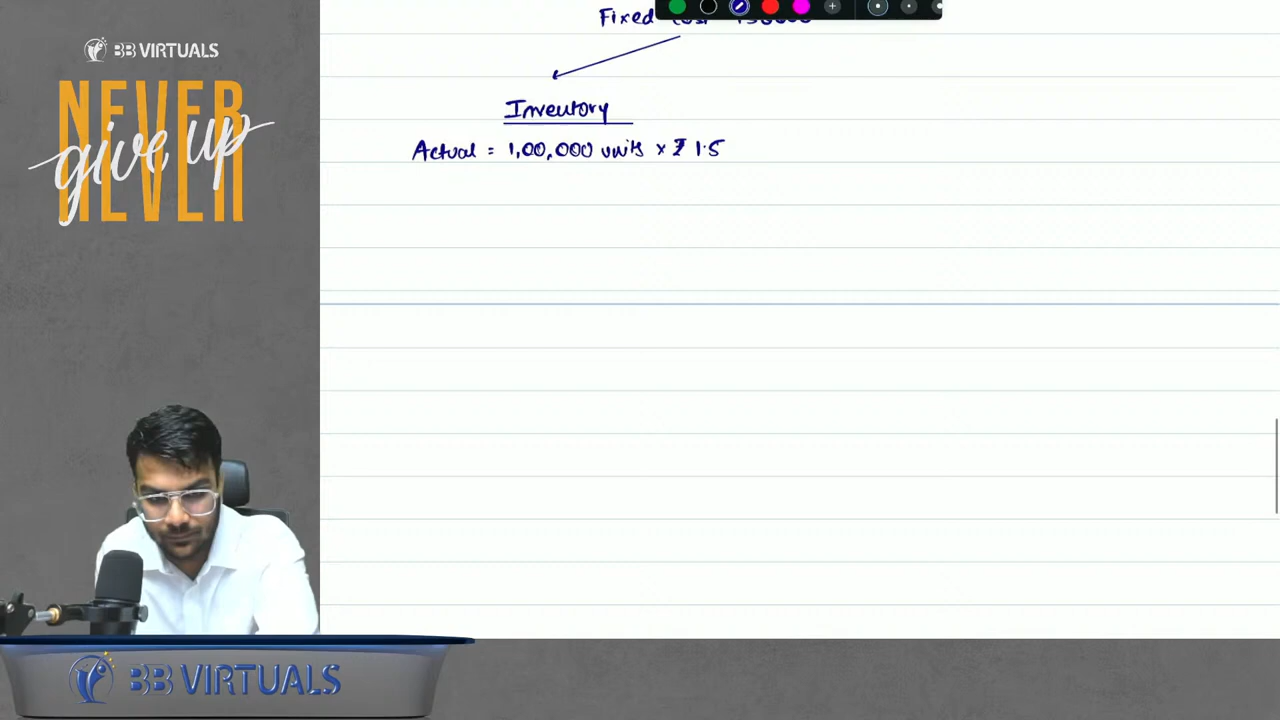 BB VIRTUALS
NEVER
give up
NEVER
Fixed
Inventory
Actual = 1,00,000 units × ₹ 1.5
BB VIRTUALS